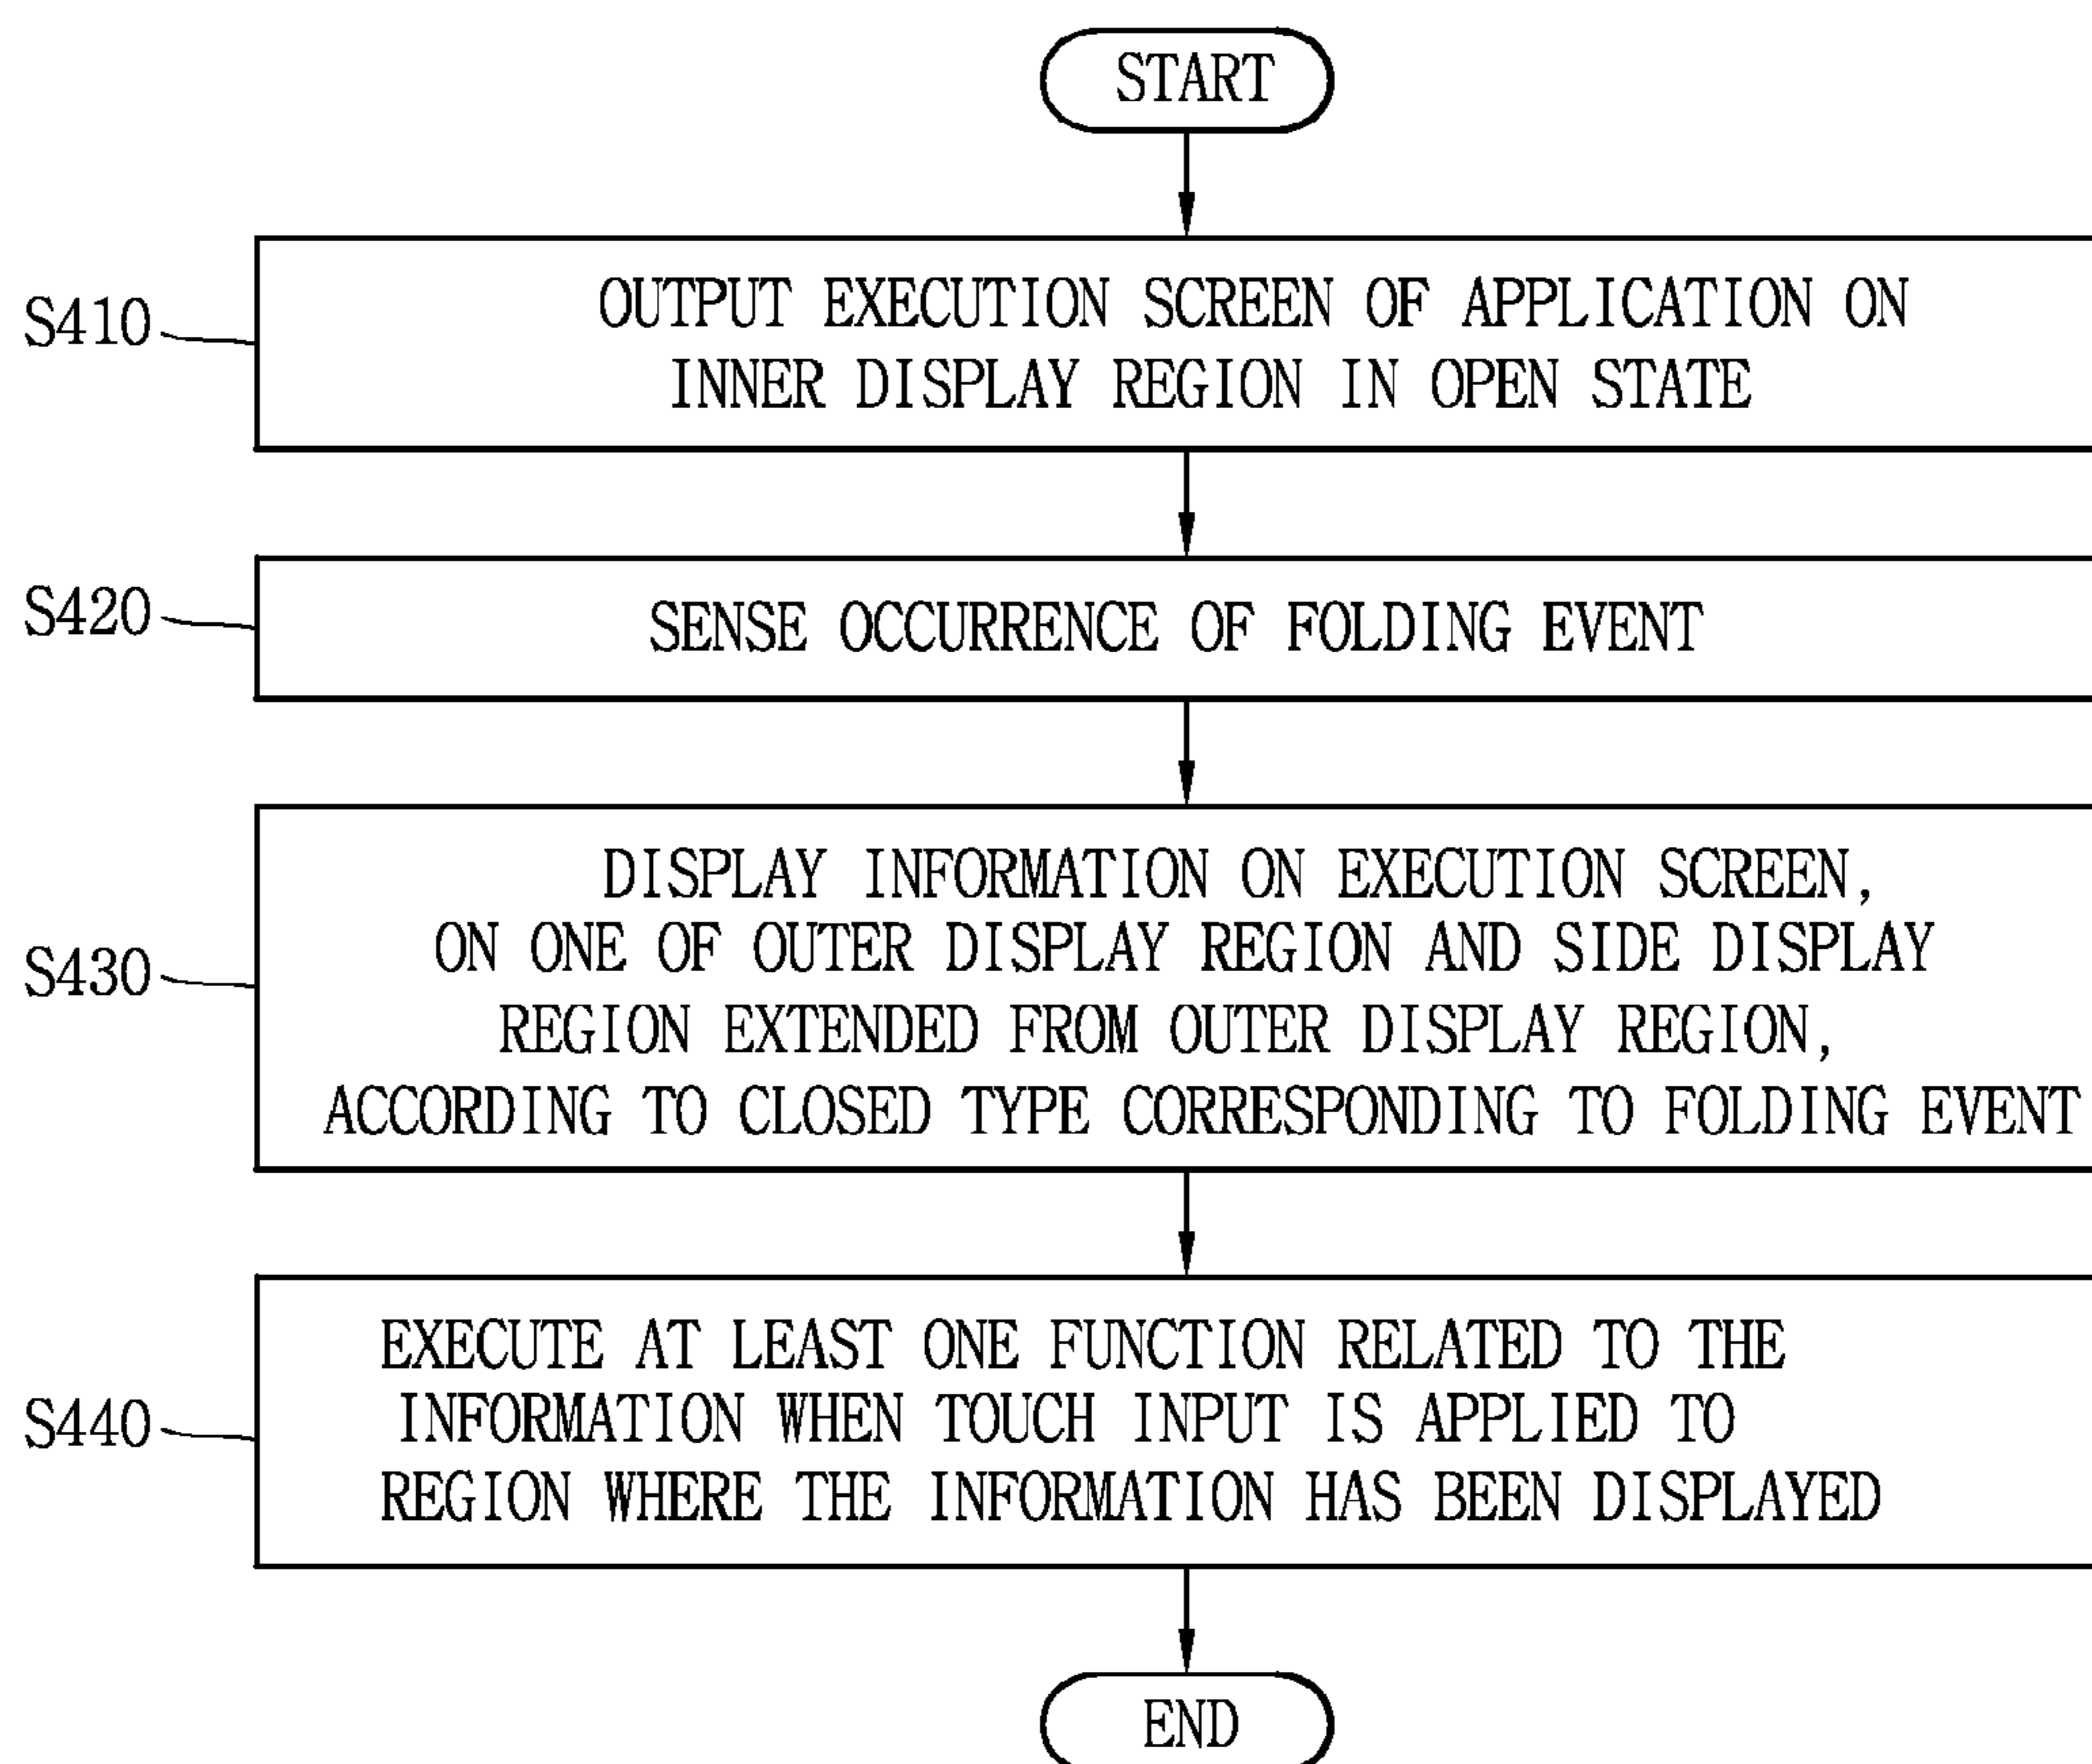 START
S410
OUTPUT EXECUTION SCREEN OF APPLICATION ON
INNER DISPLAY REGION IN OPEN STATE
S420
SENSE OCCURRENCE OF FOLDING EVENT
S430
DISPLAY INFORMATION ON EXECUTION SCREEN,
ON ONE OF OUTER DISPLAY REGION AND SIDE DISPLAY
REGION EXTENDED FROM OUTER DISPLAY REGION,
ACCORDING TO CLOSED TYPE CORRESPONDING TO FOLDING EVENT
S440
EXECUTE AT LEAST ONE FUNCTION RELATED TO THE
INFORMATION WHEN TOUCH INPUT IS APPLIED TO
REGION WHERE THE INFORMATION HAS BEEN DISPLAYED
END